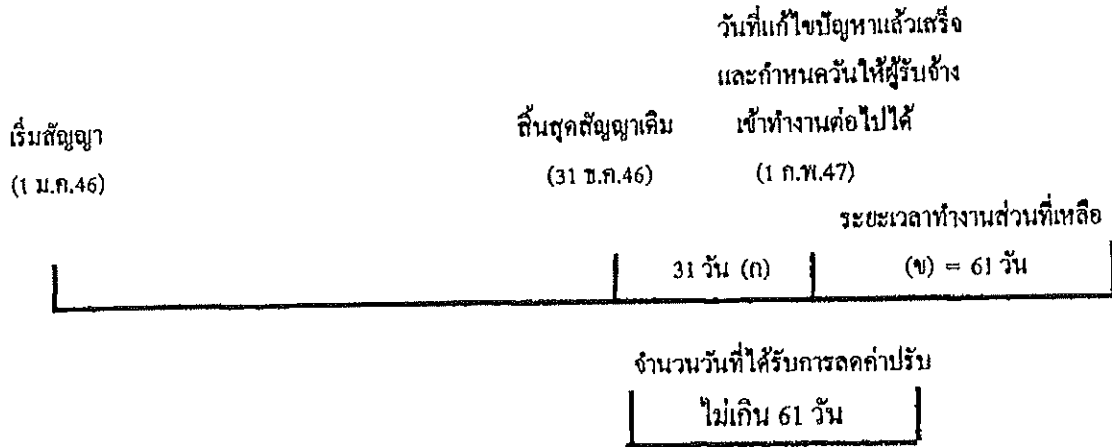 วันที่แก้ไขปัญหาแล้วเสร็จ
และกำหนดวันให้ผู้รับจ้าง
เริ่มสัญญา สิ้นสุดสัญญาเดิม เข้าทำงานต่อไปได้
(1 ม.ค.46) (31 ธ.ค.46) (1 ก.พ.47)
ระยะเวลาทำงานส่วนที่เหลือ
31 วัน (ก) (ข) = 61 วัน
จำนวนวันที่ได้รับการลดค่าปรับ
ไม่เกิน 61 วัน